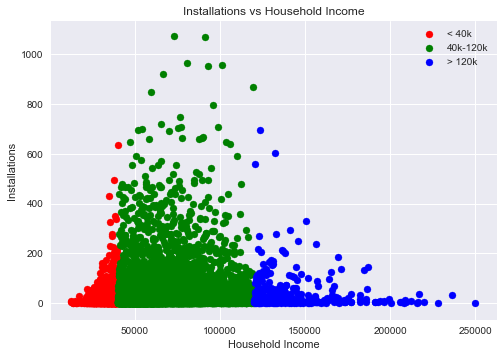 Installations vs Household Income
< 40k
40k-120k
> 120k
1000
800
600
400
200
0
Installations
50000 100000 150000 200000 250000
Household Income